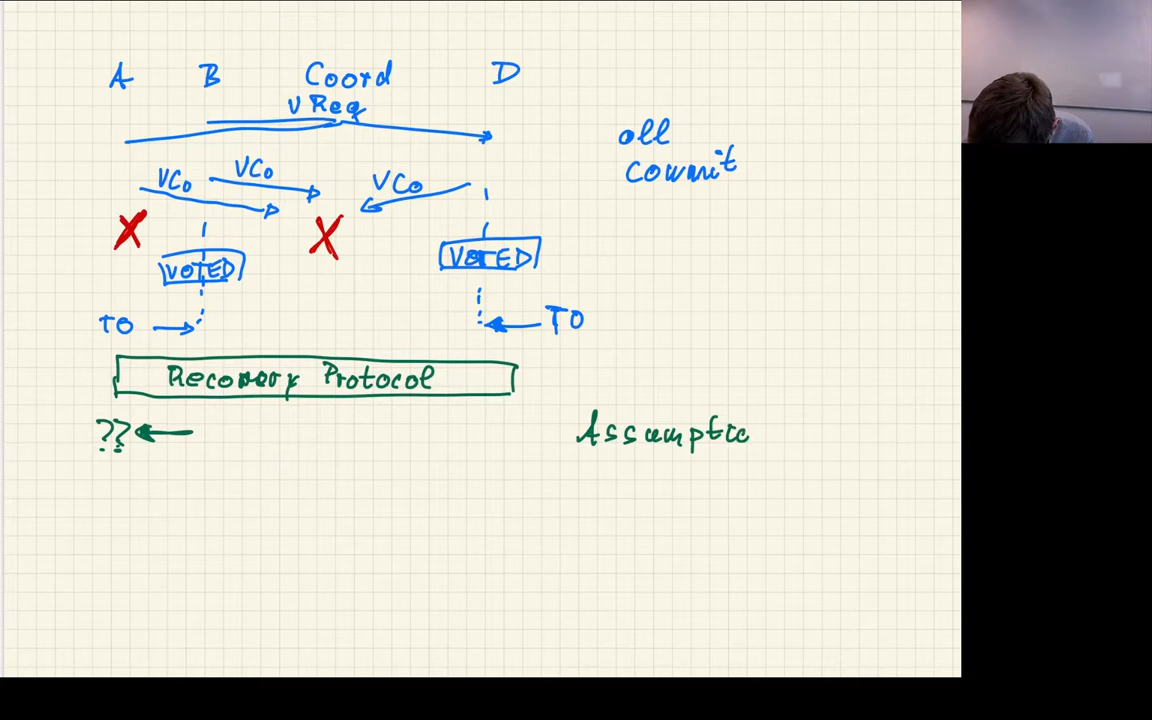 A B Coord D
VReq
all
commit
VCo VCo VCo
X X
VOTED VOTED
TO TO
Recovery Protocol
?? Assumptio